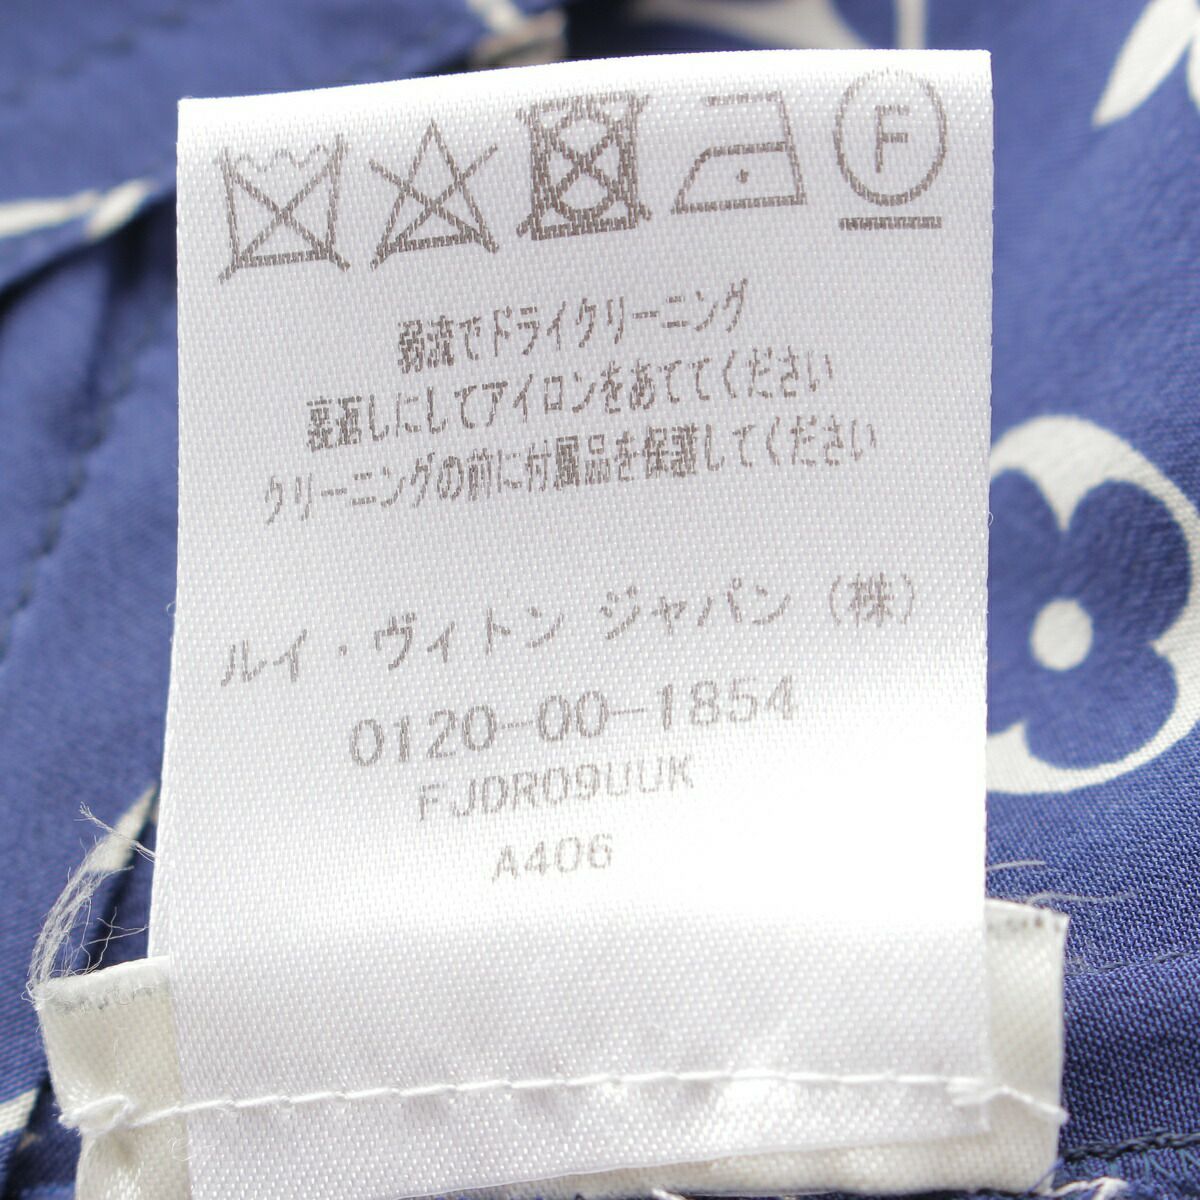 F
弱流でドライクリーニング
裏返しにしてアイロンをあててください
クリーニングの前に付属品を保護してください
ルイ・ヴィトン ジャパン (株)
0120-00-1854
FJDR09UUK
A406